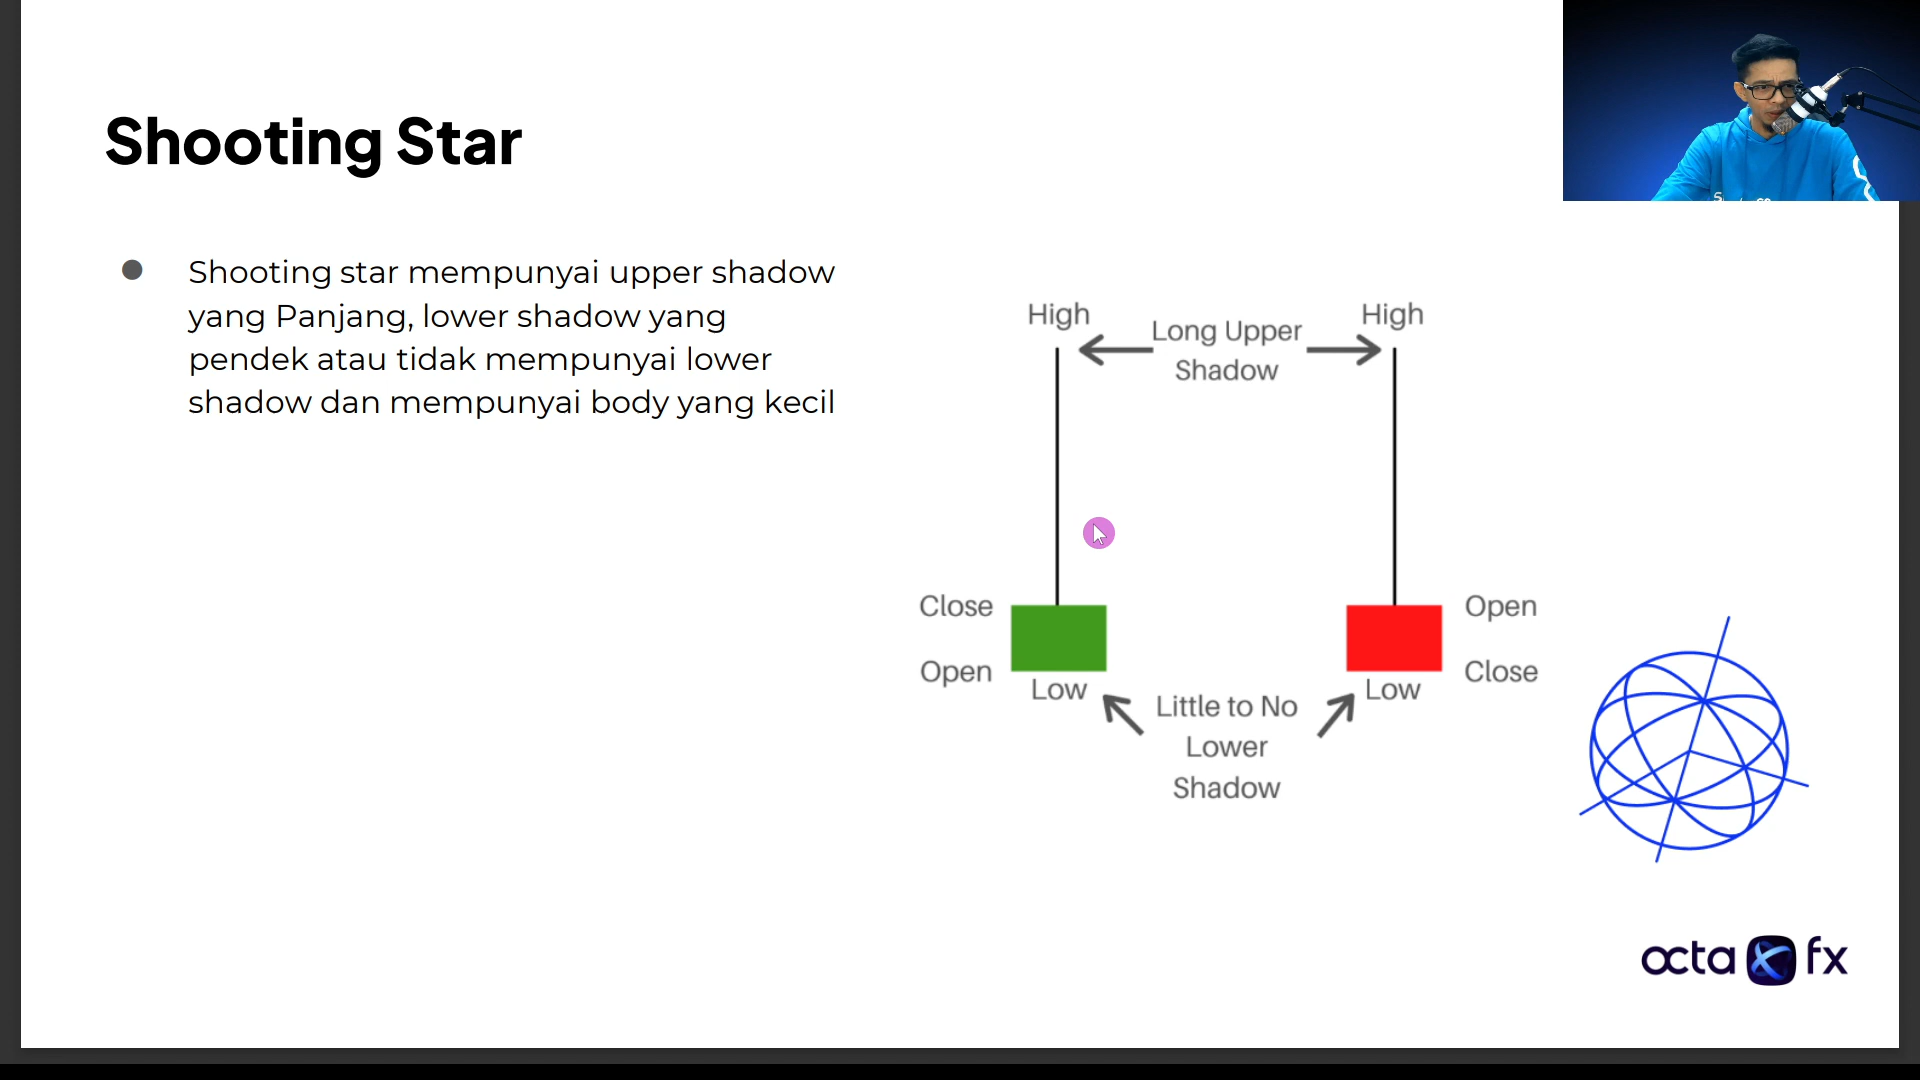 Shooting Star
Shooting star mempunyai upper shadow
yang Panjang, lower shadow yang
pendek atau tidak mempunyai lower
shadow dan mempunyai body yang kecil
High
Long Upper
Shadow
High
Close
Open
Open
Close
Low
Little to No
Lower
Shadow
Low
octa fx